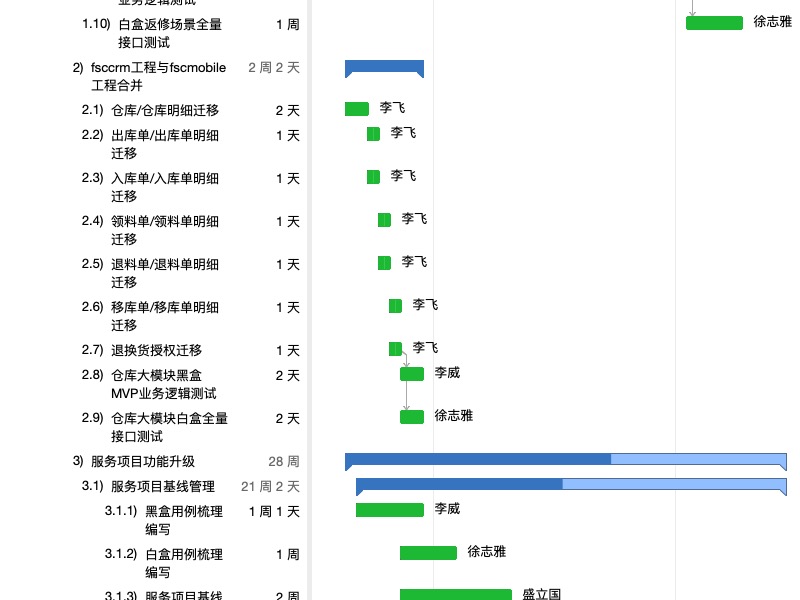 业务逻辑测试
1.10) 白盒返修场景全量 1 周 徐志雅
接口测试
2) fsccrm工程与fscmobile 2 周 2 天
工程合并
2.1) 仓库/仓库明细迁移 2 天 李飞
2.2) 出库单/出库单明细 1 天 李飞
迁移
2.3) 入库单/入库单明细 1 天 李飞
迁移
2.4) 领料单/领料单明细 1 天 李飞
迁移
2.5) 退料单/退料单明细 1 天 李飞
迁移
2.6) 移库单/移库单明细 1 天 李飞
迁移
2.7) 退换货授权迁移 1 天 李飞
2.8) 仓库大模块黑盒 2 天 李威
MVP业务逻辑测试
2.9) 仓库大模块白盒全量 2 天 徐志雅
接口测试
3) 服务项目功能升级 28 周
3.1) 服务项目基线管理 21 周 2 天
3.1.1) 黑盒用例梳理 1 周 1 天 李威
编写
3.1.2) 白盒用例梳理 1 周 徐志雅
编写
3.1.3) 服务项目基线 2 周 盛立国